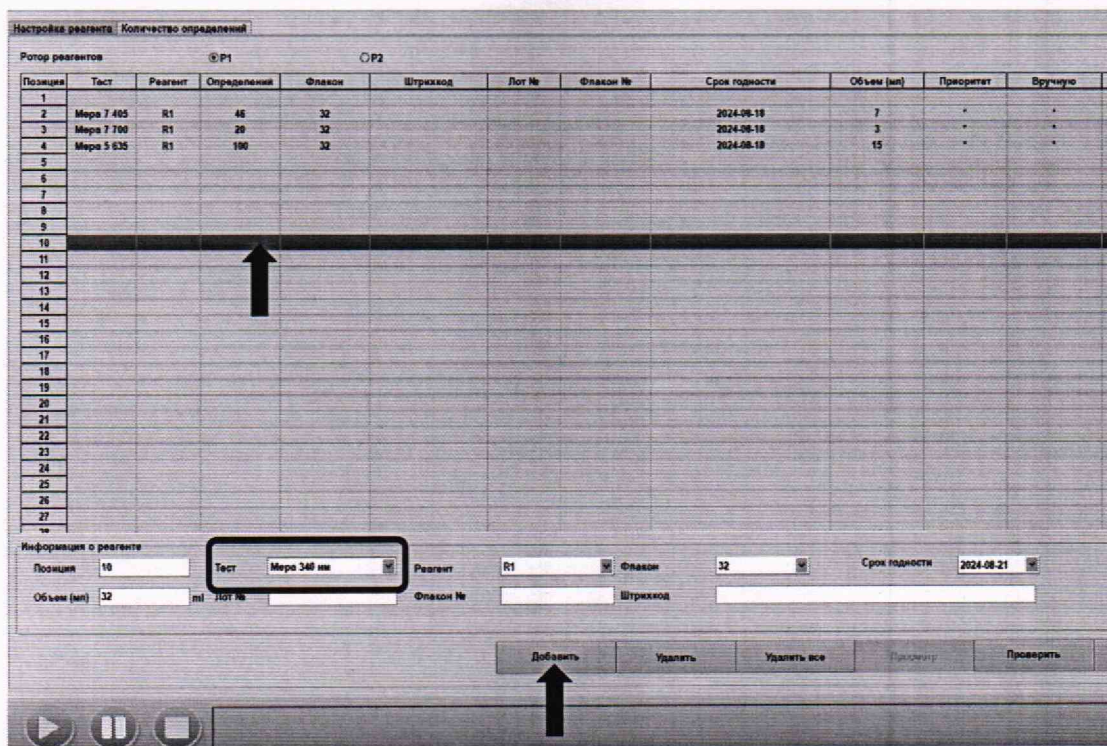 Настройка реагента Количество определений
Ротор реагентов P1 P2
Позиция Тест Реагент Определений Флакон Штрихкод Лот № Флакон № Срок годности Объем (мл) Приоритет Вручную
1
2 Мера 7 405 R1 46 32 2024-08-18 7 * *
3 Мера 7 700 R1 20 32 2024-08-18 3 * *
4 Мера 5 635 R1 100 32 2024-08-18 15 * *
5
6
7
8
9
10
11
12
13
14
15
16
17
18
19
20
21
22
23
24
25
26
27
Информация о реагенте
Позиция 10 Тест Мера 340 нм Реагент R1 Флакон 32 Срок годности 2024-08-21
Объем (мл) 32 ml Лот № Флакон № Штрихкод
Добавить Удалить Удалить все Просмотр Проверить